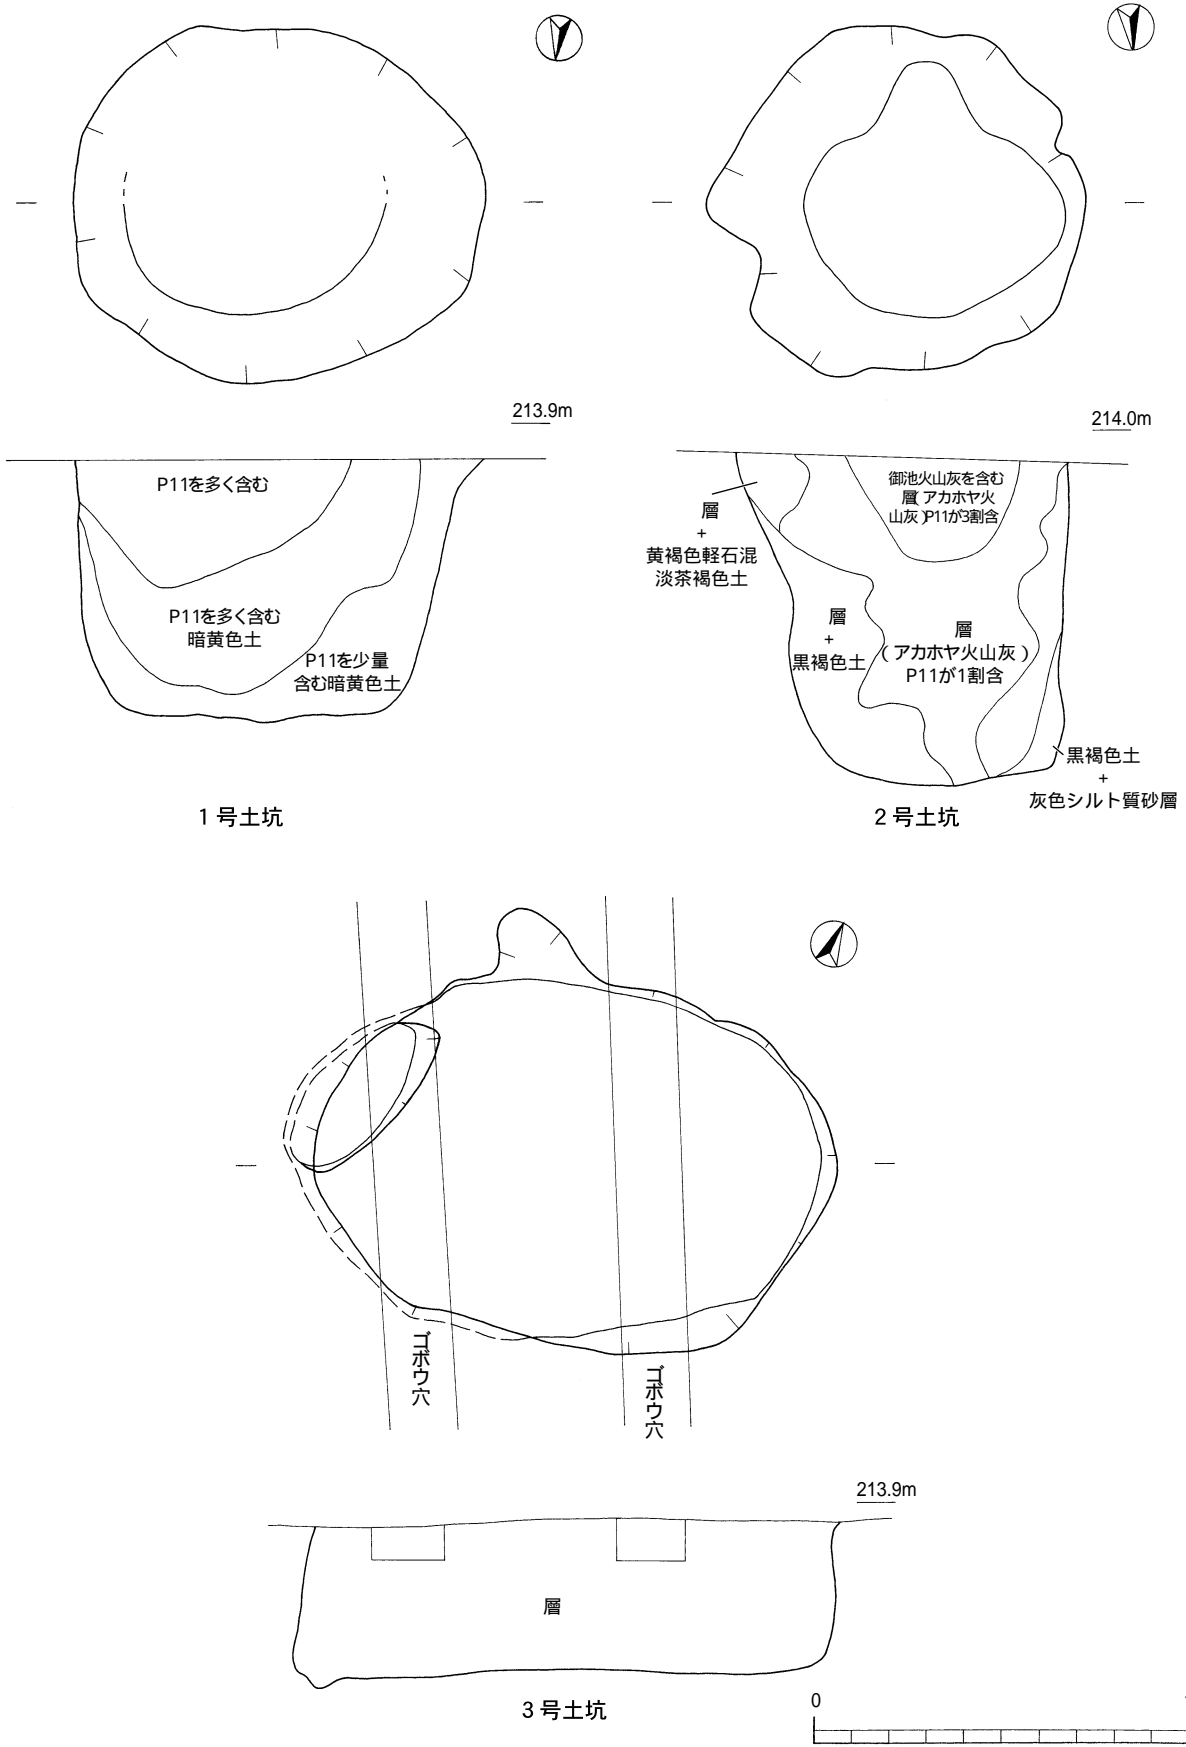 213.9m
P11を多く含む
P11を多く含む
暗黄色土
P11を少量
含む暗黄色土
1号土坑
214.0m
層
+
黄褐色軽石混
淡茶褐色土
御池火山灰を含む
層(アカホヤ火
山灰)P11が3割含
層
+
黒褐色土
層
(アカホヤ火山灰)
P11が1割含
黒褐色土
+
灰色シルト質砂層
2号土坑
ゴボウ穴
ゴボウ穴
213.9m
層
3号土坑
0